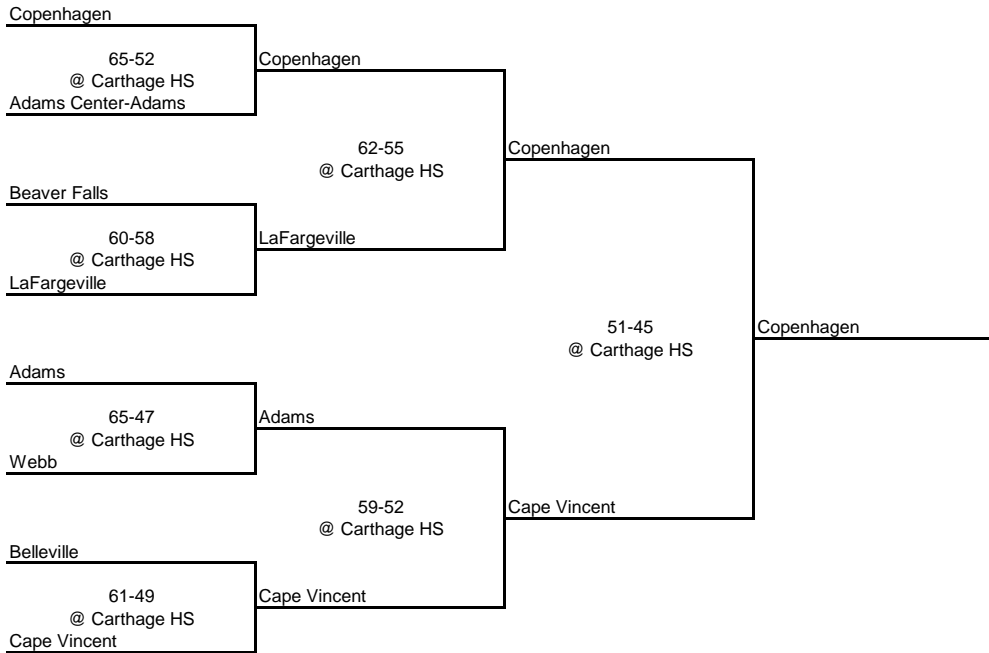 Copenhagen
65-52
@ Carthage HS
Adams Center-Adams
Copenhagen
62-55
@ Carthage HS
Copenhagen
Beaver Falls
60-58
@ Carthage HS
LaFargeville
LaFargeville
51-45
@ Carthage HS
Copenhagen
Adams
65-47
@ Carthage HS
Webb
Adams
59-52
@ Carthage HS
Cape Vincent
Belleville
61-49
@ Carthage HS
Cape Vincent
Cape Vincent